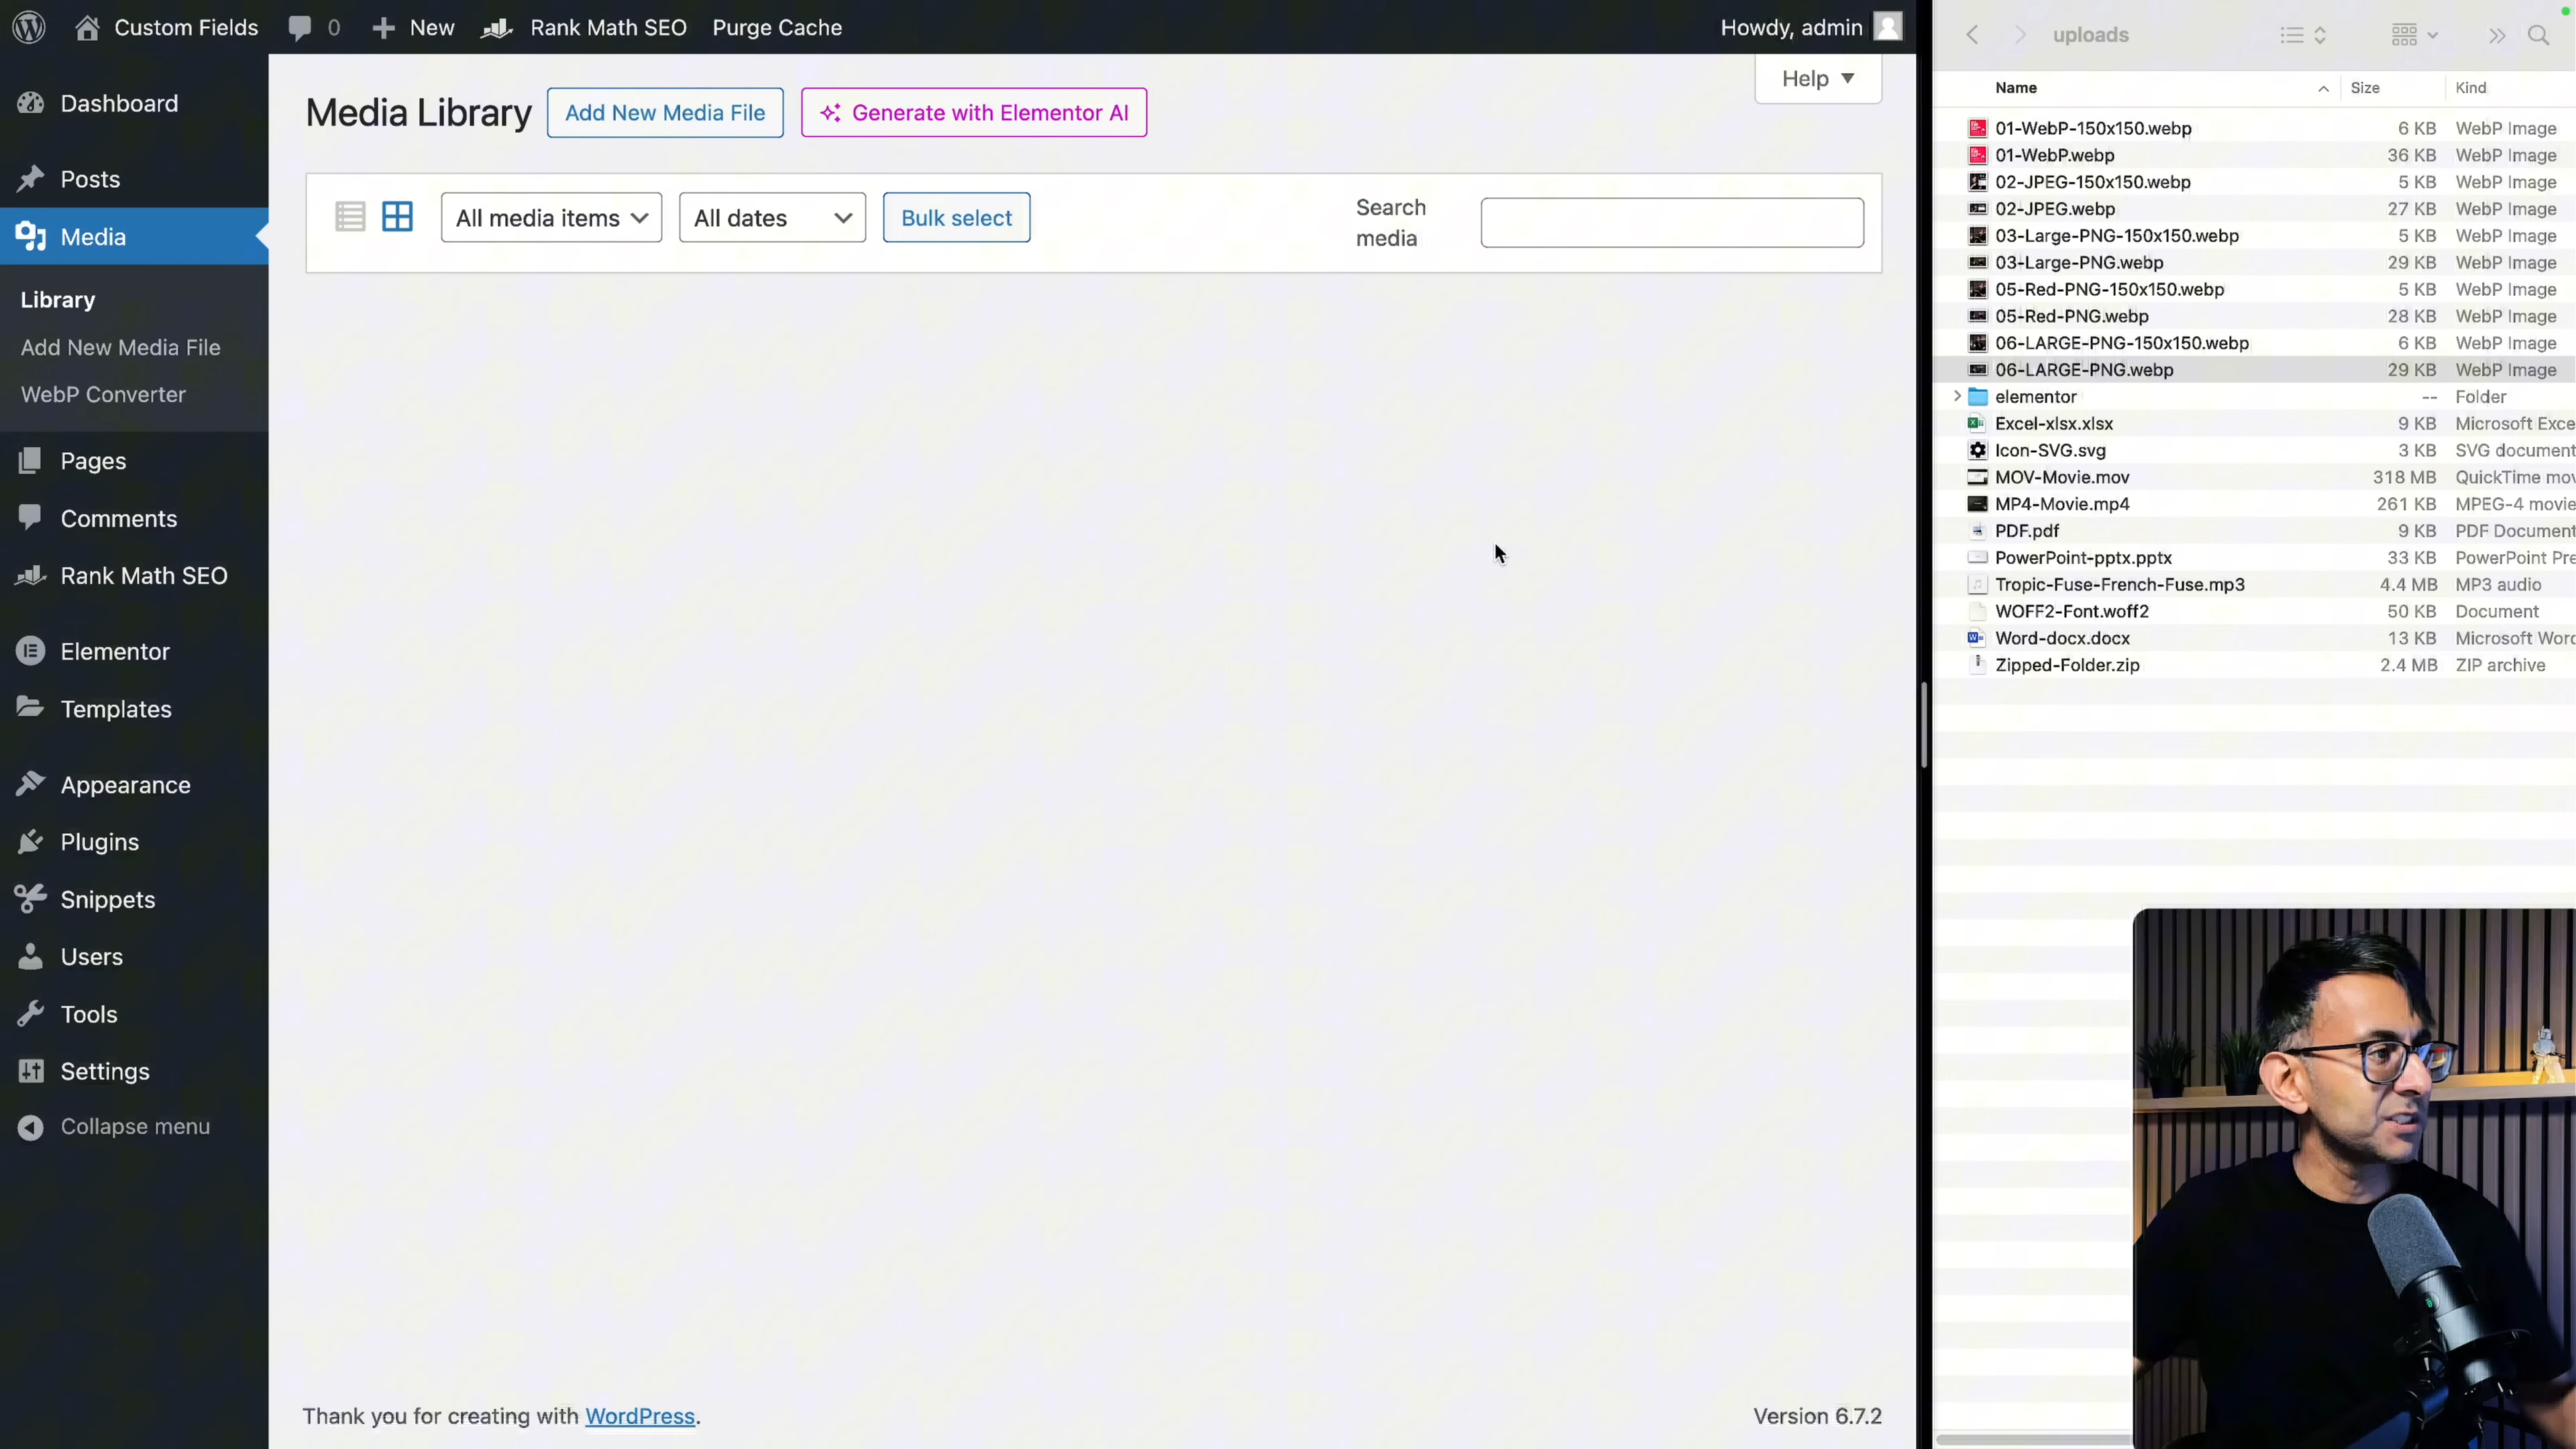 Custom Fields 0 New Rank Math SEO Purge Cache Howdy, admin
Dashboard
Posts
Media
Library
Add New Media File
WebP Converter
Pages
Comments
Rank Math SEO
Elementor
Templates
Appearance
Plugins
Snippets
Users
Tools
Settings
Collapse menu
Help
Media Library Add New Media File Generate with Elementor AI
All media items All dates Bulk select Search media
Thank you for creating with WordPress. Version 6.7.2
uploads
Name Size Kind
01-WebP-150x150.webp 6 KB WebP Image
01-WebP.webp 36 KB WebP Image
02-JPEG-150x150.webp 5 KB WebP Image
02-JPEG.webp 27 KB WebP Image
03-Large-PNG-150x150.webp 5 KB WebP Image
03-Large-PNG.webp 29 KB WebP Image
05-Red-PNG-150x150.webp 5 KB WebP Image
05-Red-PNG.webp 28 KB WebP Image
06-LARGE-PNG-150x150.webp 6 KB WebP Image
06-LARGE-PNG.webp 29 KB WebP Image
elementor -- Folder
Excel-xlsx.xlsx 9 KB Microsoft Exce
Icon-SVG.svg 3 KB SVG document
MOV-Movie.mov 318 MB QuickTime mov
MP4-Movie.mp4 261 KB MPEG-4 movie
PDF.pdf 9 KB PDF Document
PowerPoint-pptx.pptx 33 KB PowerPoint Pre
Tropic-Fuse-French-Fuse.mp3 4.4 MB MP3 audio
WOFF2-Font.woff2 50 KB Document
Word-docx.docx 13 KB Microsoft Word
Zipped-Folder.zip 2.4 MB ZIP archive